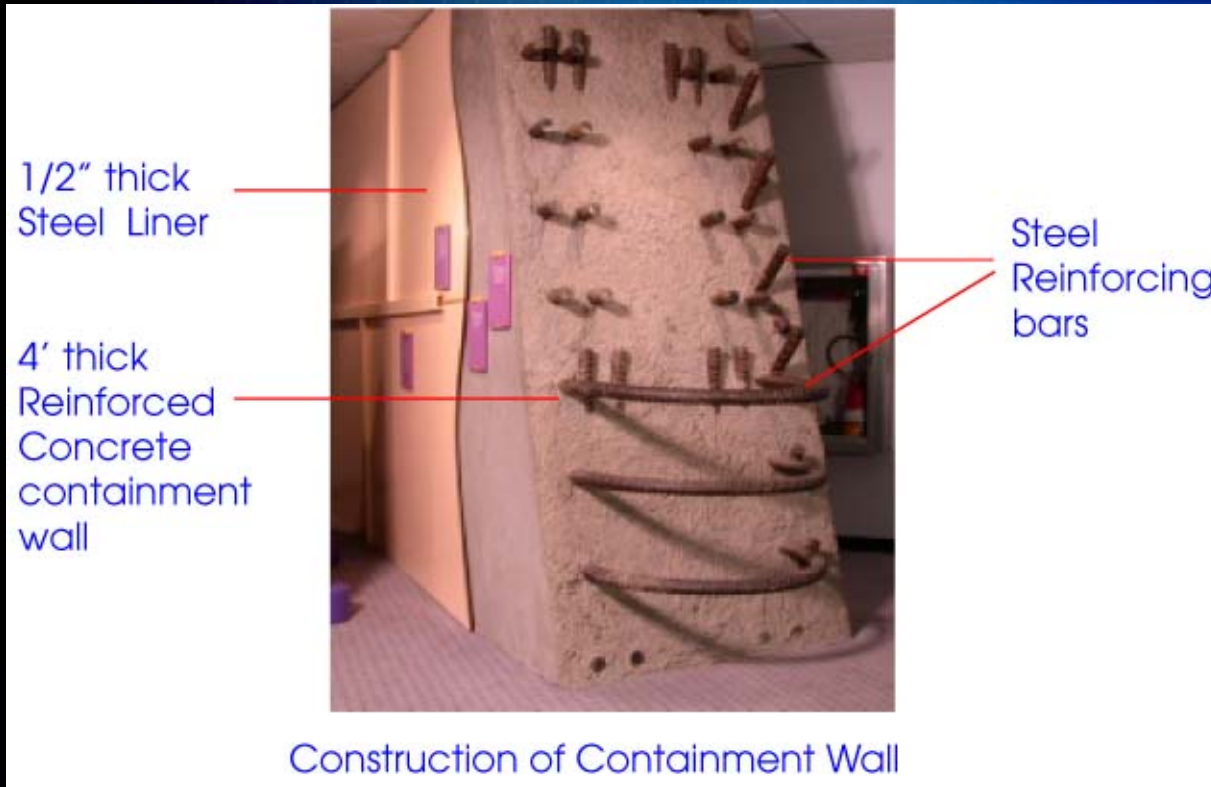 1/2" thick
Steel Liner
4' thick
Reinforced
Concrete
containment
wall
Steel
Reinforcing
bars
Construction of Containment Wall